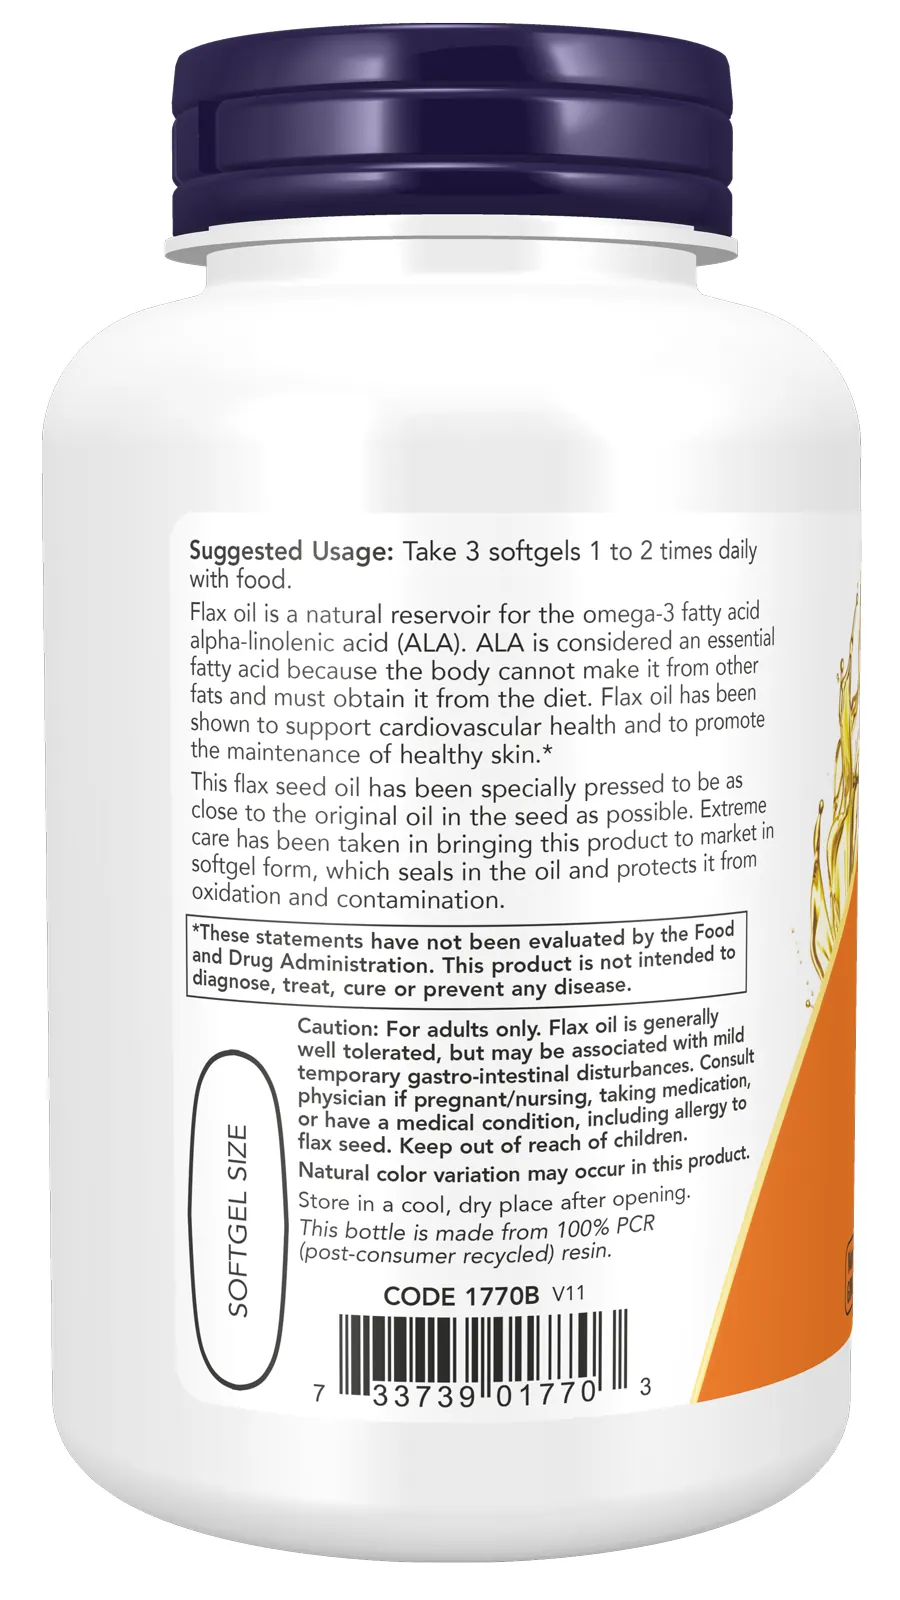 Suggested Usage: Take 3 softgels 1 to 2 times daily
with food.
Flax oil is a natural reservoir for the omega-3 fatty acid
alpha-linolenic acid (ALA). ALA is considered an essential
fatty acid because the body cannot make it from other
fats and must obtain it from the diet. Flax oil has been
shown to support cardiovascular health and to promote
the maintenance of healthy skin.*
This flax seed oil has been specially pressed to be as
close to the original oil in the seed as possible. Extreme
care has been taken in bringing this product to market in
softgel form, which seals in the oil and protects it from
oxidation and contamination.
*These statements have not been evaluated by the Food
and Drug Administration. This product is not intended to
diagnose, treat, cure or prevent any disease.
Caution: For adults only. Flax oil is generally
well tolerated, but may be associated with mild
temporary gastro-intestinal disturbances. Consult
physician if pregnant/nursing, taking medication,
or have a medical condition, including allergy to
flax seed. Keep out of reach of children.
Natural color variation may occur in this product.
Store in a cool, dry place after opening.
This bottle is made from 100% PCR
(post-consumer recycled) resin.
SOFTGEL SIZE
CODE 1770B V11
7 33739 01770 3